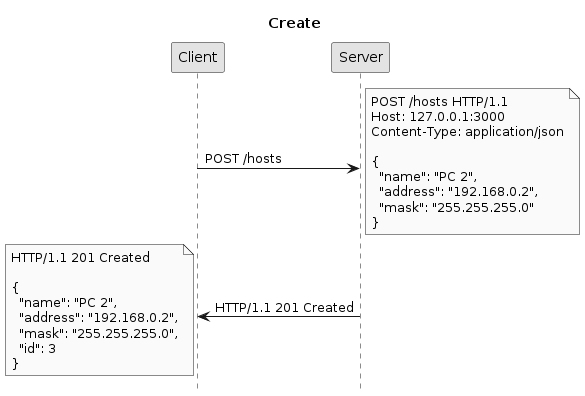 Create
Client
Server
POST /hosts HTTP/1.1
Host: 127.0.0.1:3000
Content-Type: application/json
{
  "name": "PC 2",
  "address": "192.168.0.2",
  "mask": "255.255.255.0"
}
POST /hosts
HTTP/1.1 201 Created
{
  "name": "PC 2",
  "address": "192.168.0.2",
  "mask": "255.255.255.0",
  "id": 3
}
HTTP/1.1 201 Created